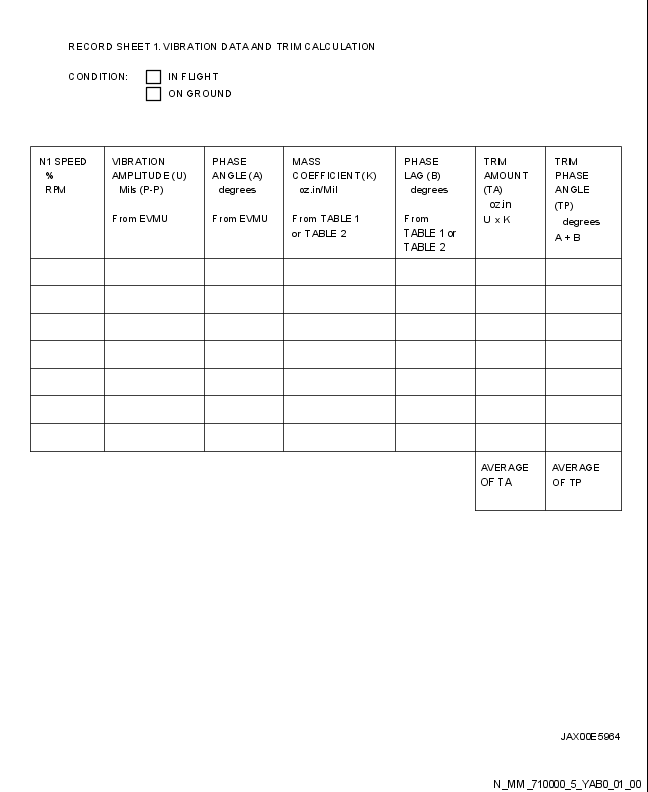 RECORD SHEET 1. VIBRATION DATA AND TRIM CALCULATION
CONDITION: IN FLIGHT
ON GROUND
N1 SPEED
%
RPM
VIBRATION
AMPLITUDE (U)
Mils (P-P)
From EVMU
PHASE
ANGLE (A)
degrees
From EVMU
MASS
COEFFICIENT (K)
oz.in/Mil
From TABLE 1
or TABLE 2
PHASE
LAG (B)
degrees
From
TABLE 1 or
TABLE 2
TRIM
AMOUNT
(TA)
oz.in
U x K
TRIM
PHASE
ANGLE
(TP)
degrees
A + B
AVERAGE
OF TA
AVERAGE
OF TP
JAX00E5964
N_MM_710000_5_YAB0_01_00